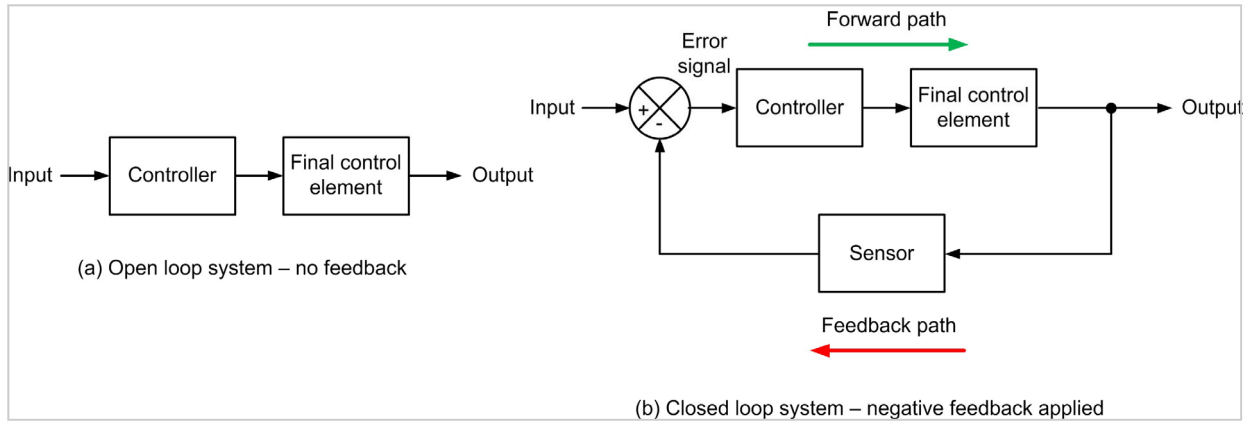 Input
Controller
Final control
element
Output
(a) Open loop system – no feedback
Forward path
Error
signal
Input
+
-
Controller
Final control
element
Output
Sensor
Feedback path
(b) Closed loop system – negative feedback applied